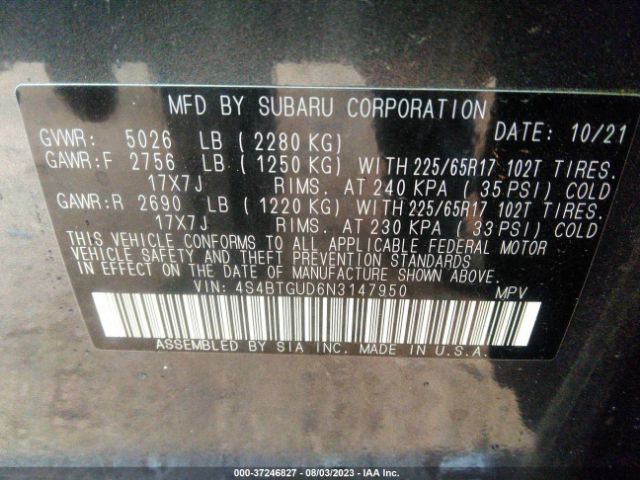 MFD BY SUBARU CORPORATION
DATE: 10/21
GVWR: 5026 LB ( 2280 KG)
GAWR:F 2756 LB ( 1250 KG) WITH 225/65R17 102T TIRES.
17X7J RIMS. AT 240 KPA ( 35 PSI) COLD
GAWR:R 2690 LB ( 1220 KG) WITH 225/65R17 102T TIRES.
17X7J RIMS. AT 230 KPA ( 33 PSI) COLD
THIS VEHICLE CONFORMS TO ALL APPLICABLE FEDERAL MOTOR
VEHICLE SAFETY AND THEFT PREVENTION STANDARDS
IN EFFECT ON THE DATE OF MANUFACTURE SHOWN ABOVE.
VIN: 4S4BTGUD6N3147950 MPV
ASSEMBLED BY SIA INC. MADE IN U.S.A.
000-37246827 - 08/03/2023 - IAA Inc.